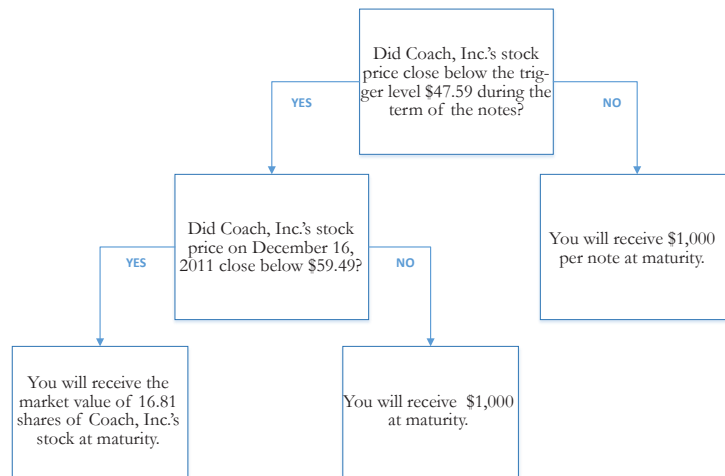 Did Coach, Inc.'s stock
price close below the trig-
ger level $47.59 during the
term of the notes?
YES
NO
Did Coach, Inc.'s stock
price on December 16,
2011 close below $59.49?
You will receive $1,000
per note at maturity.
YES
NO
You will receive the
market value of 16.81
shares of Coach, Inc.'s
stock at maturity.
You will receive $1,000
at maturity.